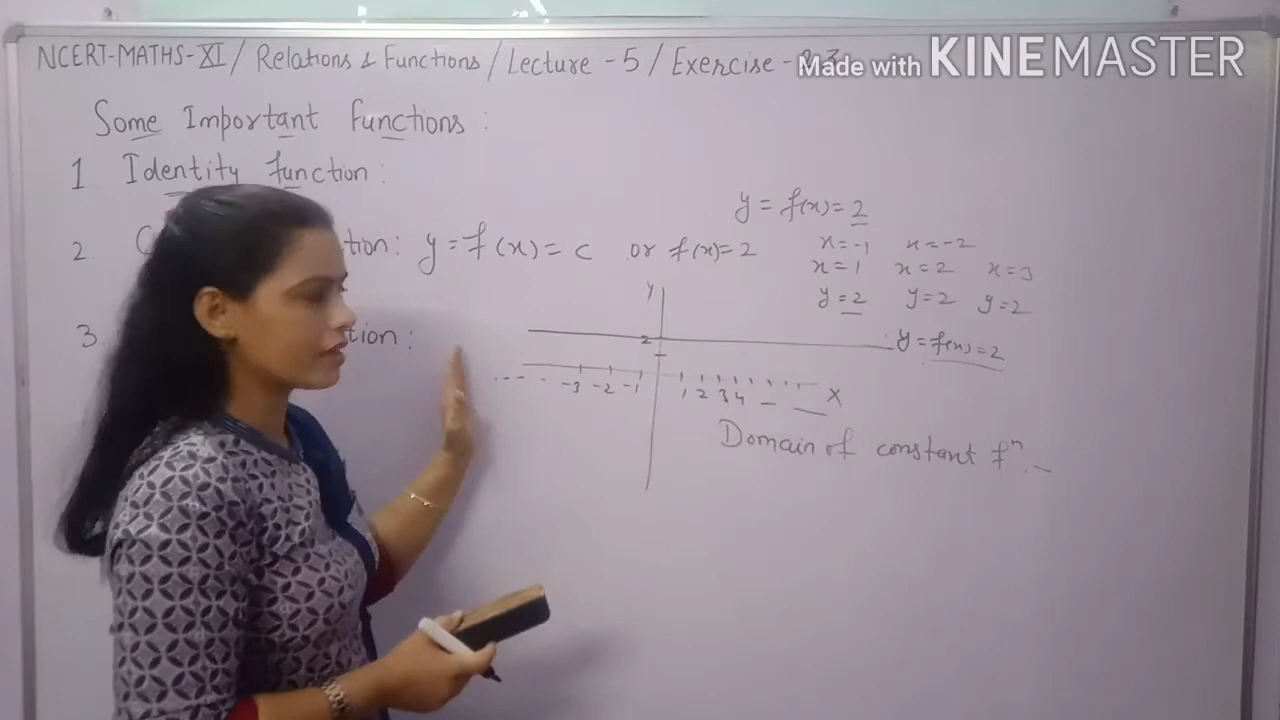 NCERT-MATHS-XI / Relations & Functions / Lecture - 5 / Exercise -
Made with KINEMASTER
Some Important Functions :
1 Identity function :
2. tion: y = f(x) = c or f(x) = 2
y = f(x) = 2
x = -1 x = -2
x = 1 x = 2 x = 3
y = 2 y = 2 y = 2
3. tion :
Y
2
y = f(x) = 2
-3 -2 -1 1 2 3 4 X
Domain of constant fⁿ. -